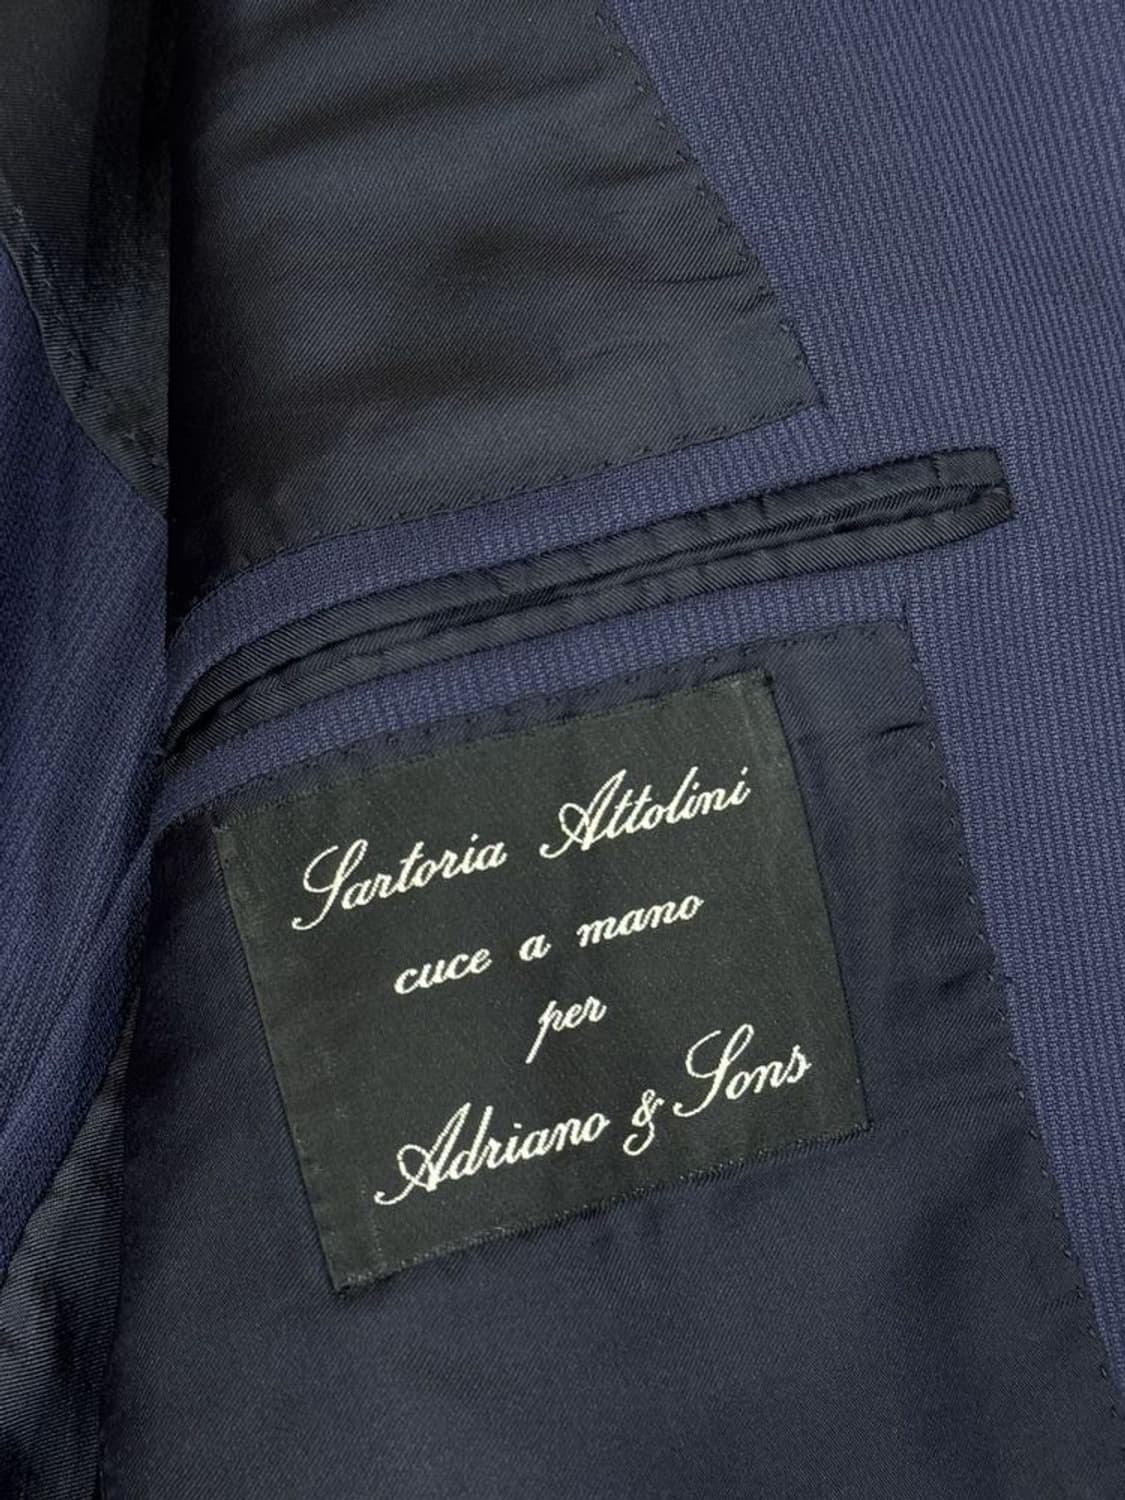 Sartoria Attolini
cuce a mano
per
Adriano & Sons